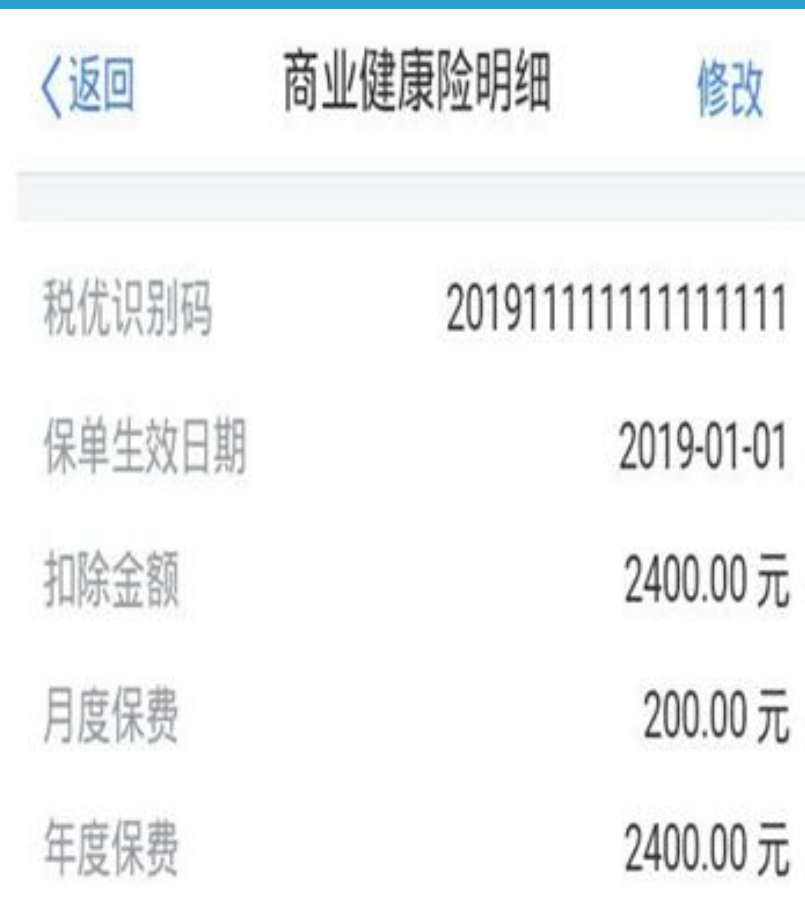 返回 商业健康险明细 修改
税优识别码 201911111111111111
保单生效日期 2019-01-01
扣除金额 2400.00 元
月度保费 200.00 元
年度保费 2400.00 元